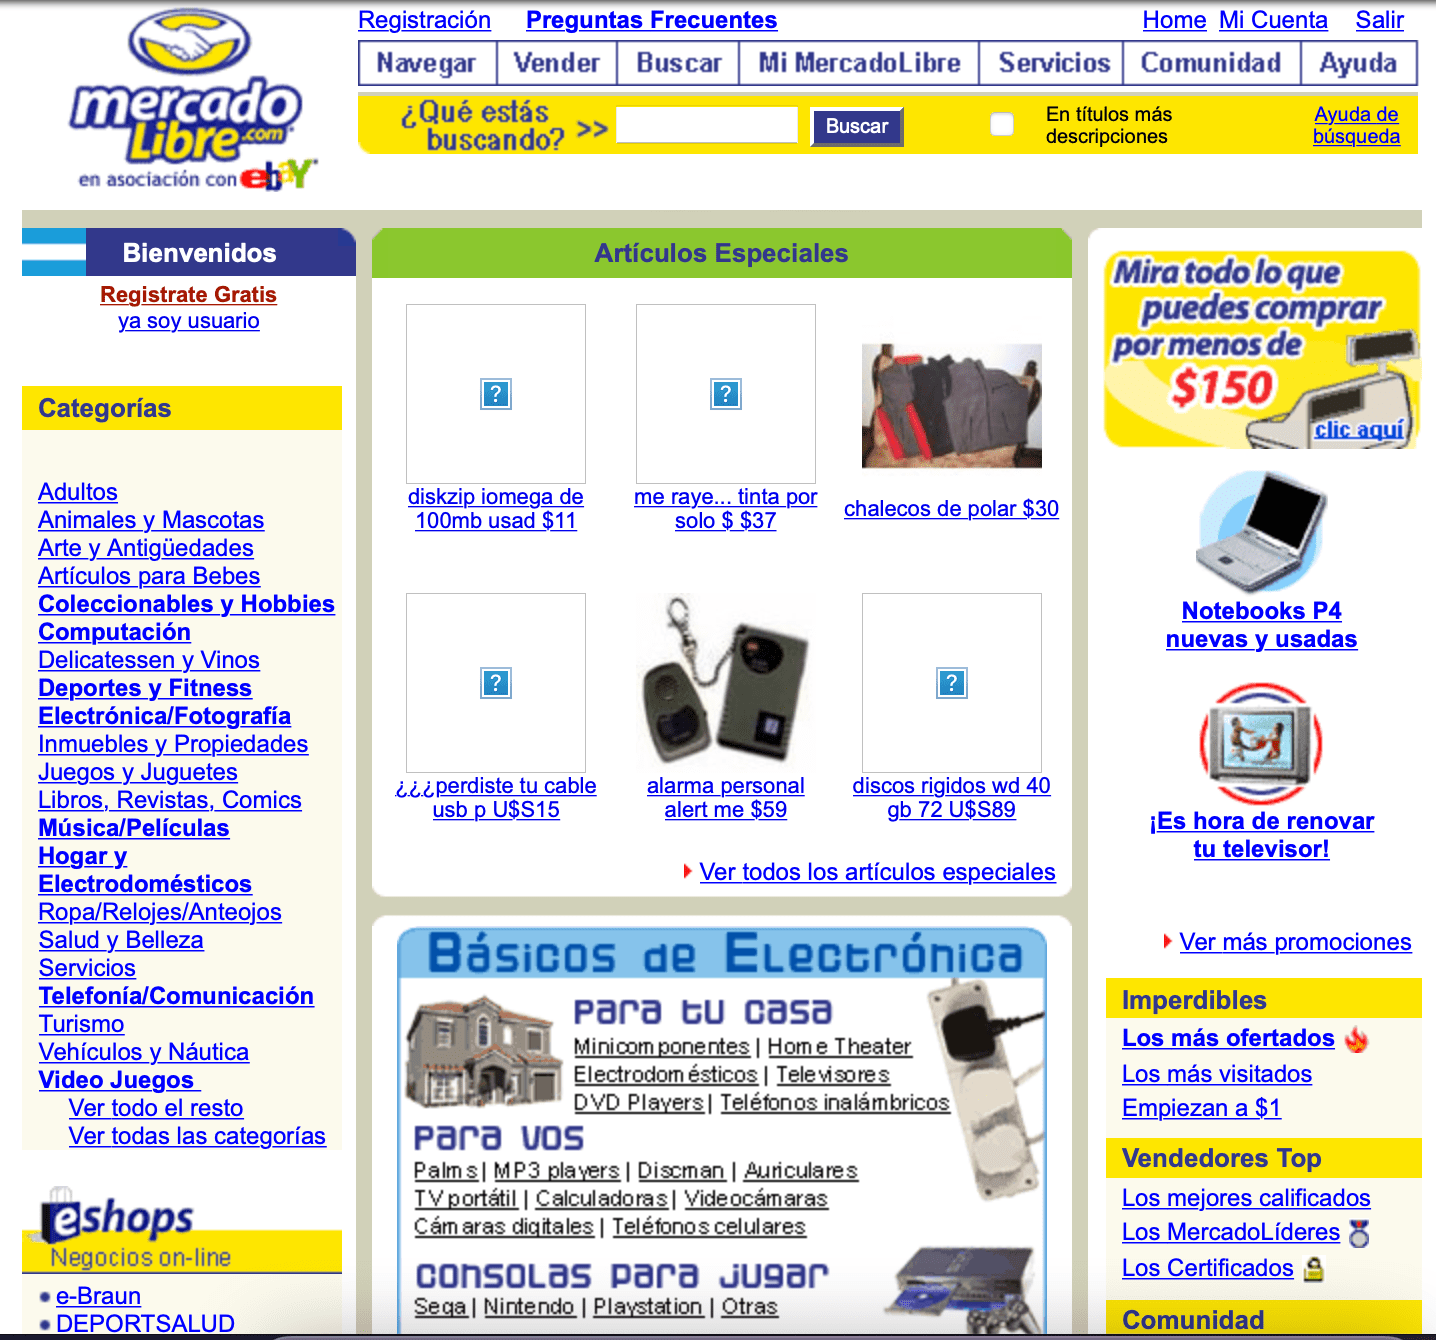 mercado
Libre.com
en asociación con ebaY
Registración
Preguntas Frecuentes
Home Mi Cuenta Salir
Navegar
Vender
Buscar
Mi MercadoLibre
Servicios
Comunidad
Ayuda
¿Qué estás
buscando? >>
Buscar
En títulos más
descripciones
Ayuda de
búsqueda
Bienvenidos
Registrate Gratis
ya soy usuario
Categorías
Adultos
Animales y Mascotas
Arte y Antigüedades
Artículos para Bebes
Coleccionables y Hobbies
Computación
Delicatessen y Vinos
Deportes y Fitness
Electrónica/Fotografía
Inmuebles y Propiedades
Juegos y Juguetes
Libros, Revistas, Comics
Música/Películas
Hogar y
Electrodomésticos
Ropa/Relojes/Anteojos
Salud y Belleza
Servicios
Telefonía/Comunicación
Turismo
Vehículos y Náutica
Video Juegos
Ver todo el resto
Ver todas las categorías
eshops
Negocios on-line
e-Braun
DEPORTSALUD
Artículos Especiales
diskzip iomega de
100mb usad $11
me raye... tinta por
solo $ $37
chalecos de polar $30
¿¿¿perdiste tu cable
usb p U$S15
alarma personal
alert me $59
discos rigidos wd 40
gb 72 U$S89
Ver todos los artículos especiales
Básicos de Electrónica
Para tu casa
Minicomponentes | Home Theater
Electrodomésticos | Televisores
DVD Players | Teléfonos inalámbricos
Para vos
Palms | MP3 players | Discman | Auriculares
TV portátil | Calculadoras | Videocámaras
Cámaras digitales | Teléfonos celulares
Consolas para jugar
Sega | Nintendo | Playstation | Otras
Mira todo lo que
puedes comprar
por menos de
$150
clic aquí
Notebooks P4
nuevas y usadas
¡Es hora de renovar
tu televisor!
Ver más promociones
Imperdibles
Los más ofertados
Los más visitados
Empiezan a $1
Vendedores Top
Los mejores calificados
Los MercadoLíderes
Los Certificados
Comunidad